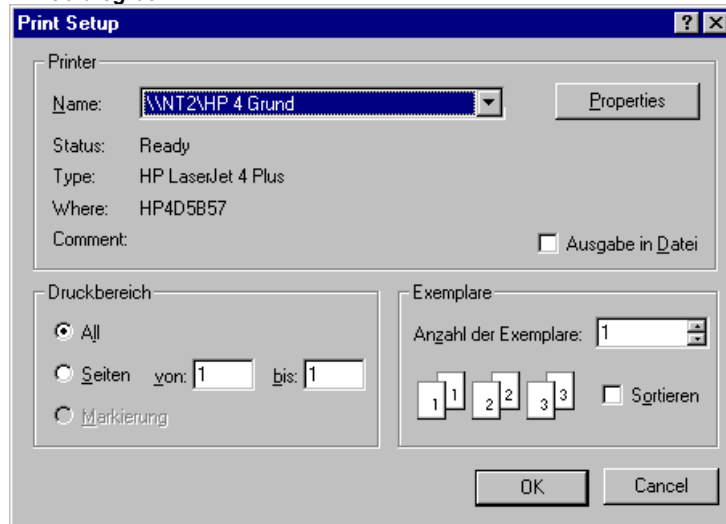 Print Setup
Printer
Name: \\NT2\HP 4 Grund Properties
Status: Ready
Type: HP LaserJet 4 Plus
Where: HP4D5B57
Comment: Ausgabe in Datei
Druckbereich Exemplare
All Anzahl der Exemplare: 1
Seiten von: 1 bis: 1
1 1 2 2 3 3 Sortieren
Markierung
OK Cancel